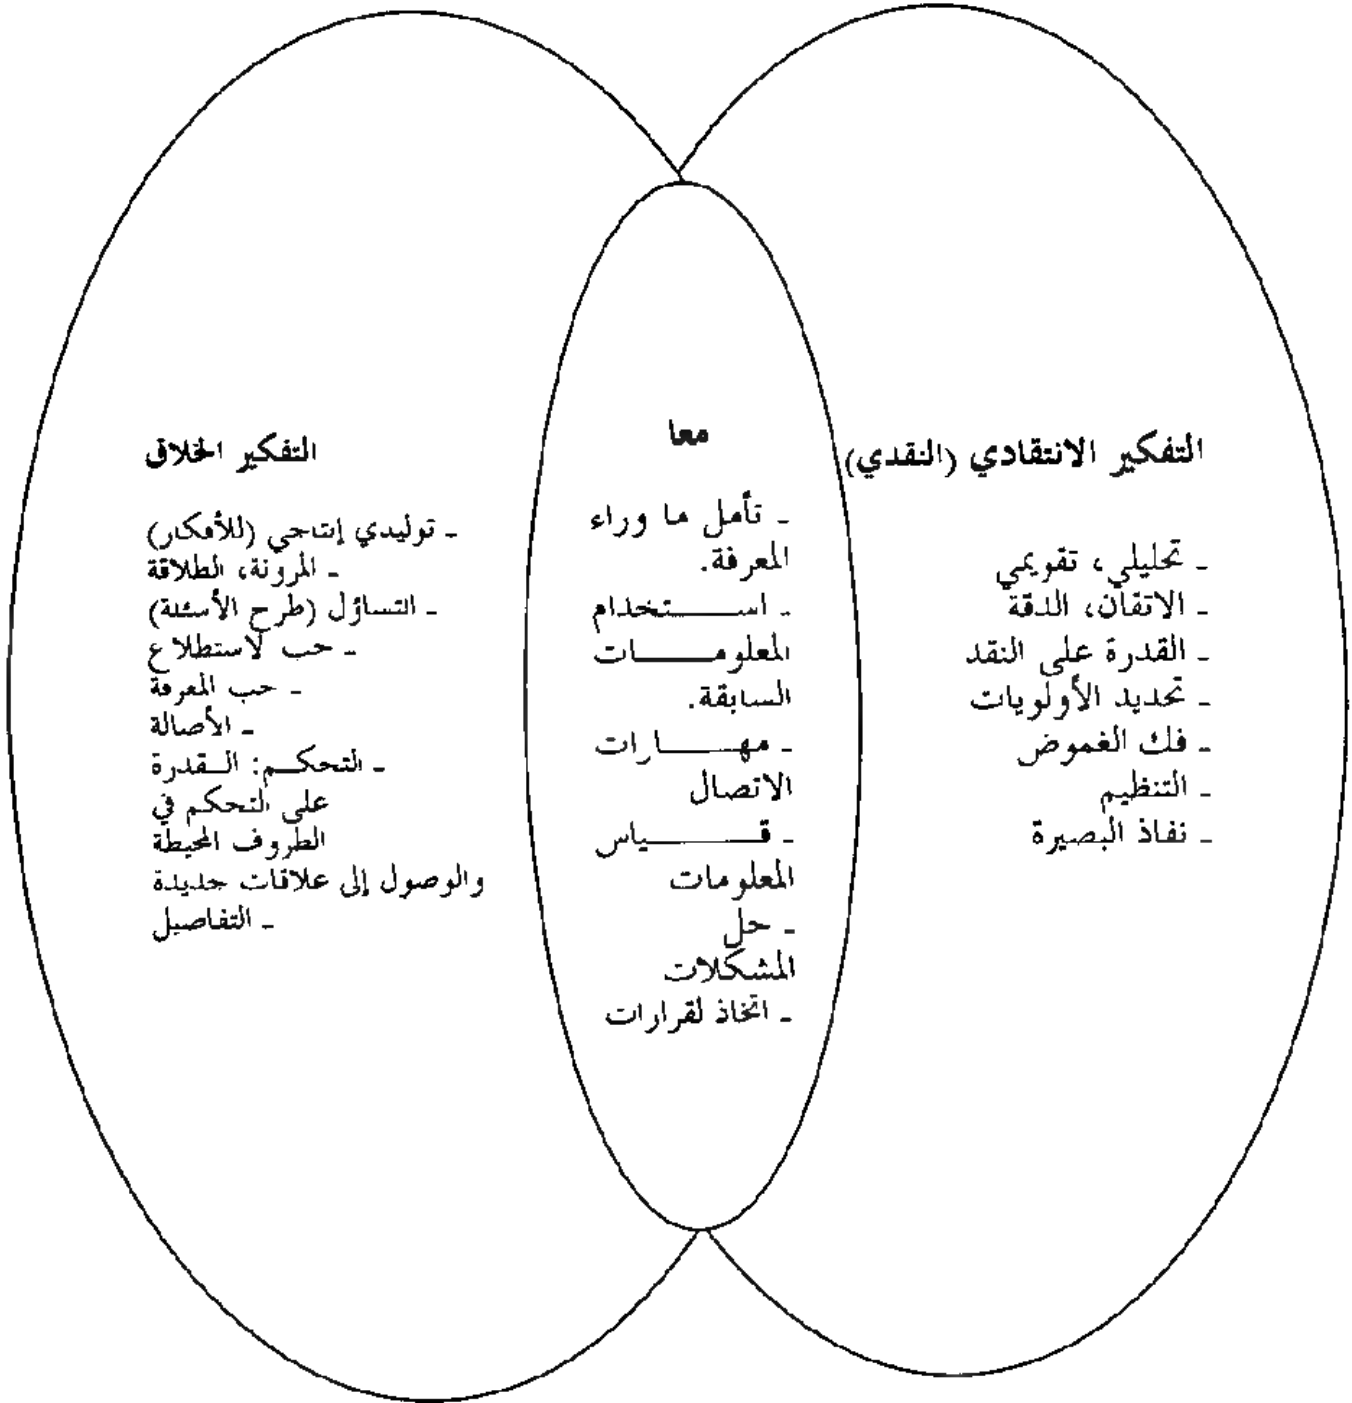 التفكير الانتقادي (النقدي)
ـ تحليلي، تقويمي
ـ الاتقان، الدقة
ـ القدرة على النقد
ـ تحديد الأولويات
ـ فك الغموض
ـ التنظيم
ـ نفاذ البصيرة
معا
ـ تأمل ما وراء
المعرفة.
ـ استخدام
المعلومات
السابقة.
ـ مهارات
الاتصال
ـ قياس
المعلومات
ـ حل
المشكلات
ـ اتخاذ لقرارات
التفكير الخلاق
ـ توليدي إنتاجي (للأفكار)
ـ المرونة، الطلاقة
ـ التساؤل (طرح الأسئلة)
ـ حب لاستطلاع
ـ حب المعرفة
ـ الأصالة
ـ التحكم: القدرة
على التحكم في
الظروف المحيطة
والوصول إلى علاقات جديدة
ـ التفاصيل